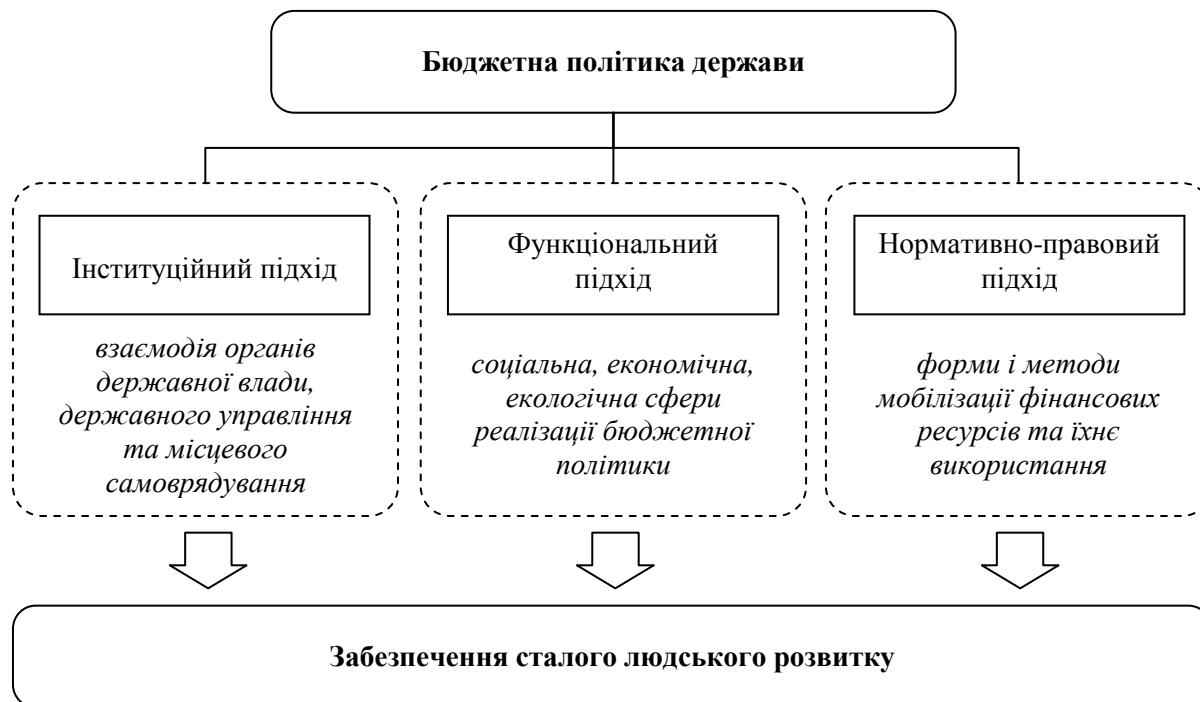 Бюджетна політика держави
Інституційний підхід
взаємодія органів
державної влади,
державного управління
та місцевого
самоврядування
Функціональний
підхід
соціальна, економічна,
екологічна сфери
реалізації бюджетної
політики
Нормативно-правовий
підхід
форми і методи
мобілізації фінансових
ресурсів та їхнє
використання
Забезпечення сталого людського розвитку